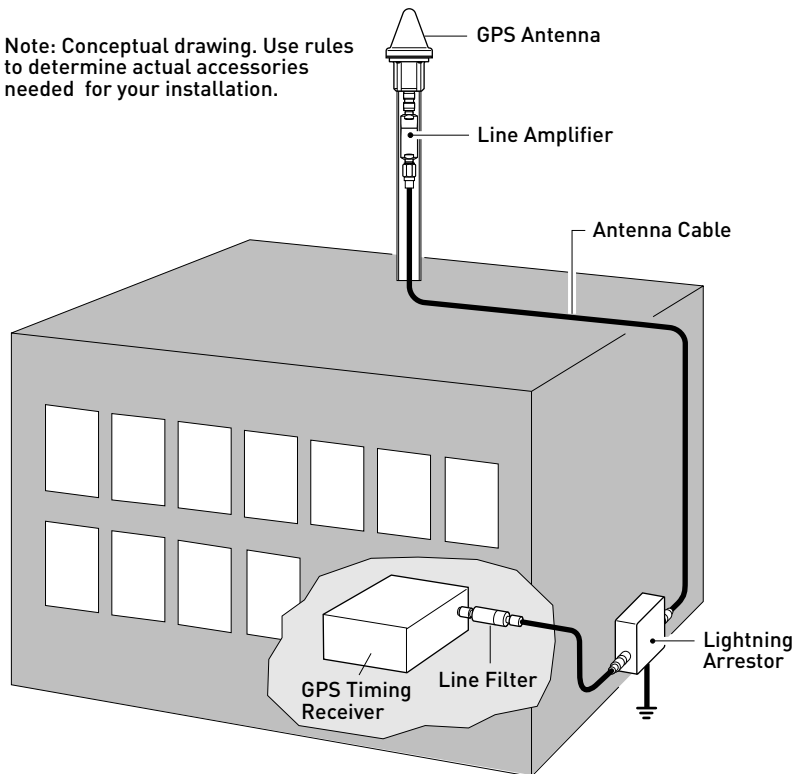 Note: Conceptual drawing. Use rules
to determine actual accessories
needed for your installation.
GPS Antenna
Line Amplifier
Antenna Cable
Lightning
Arrestor
Line Filter
GPS Timing
Receiver